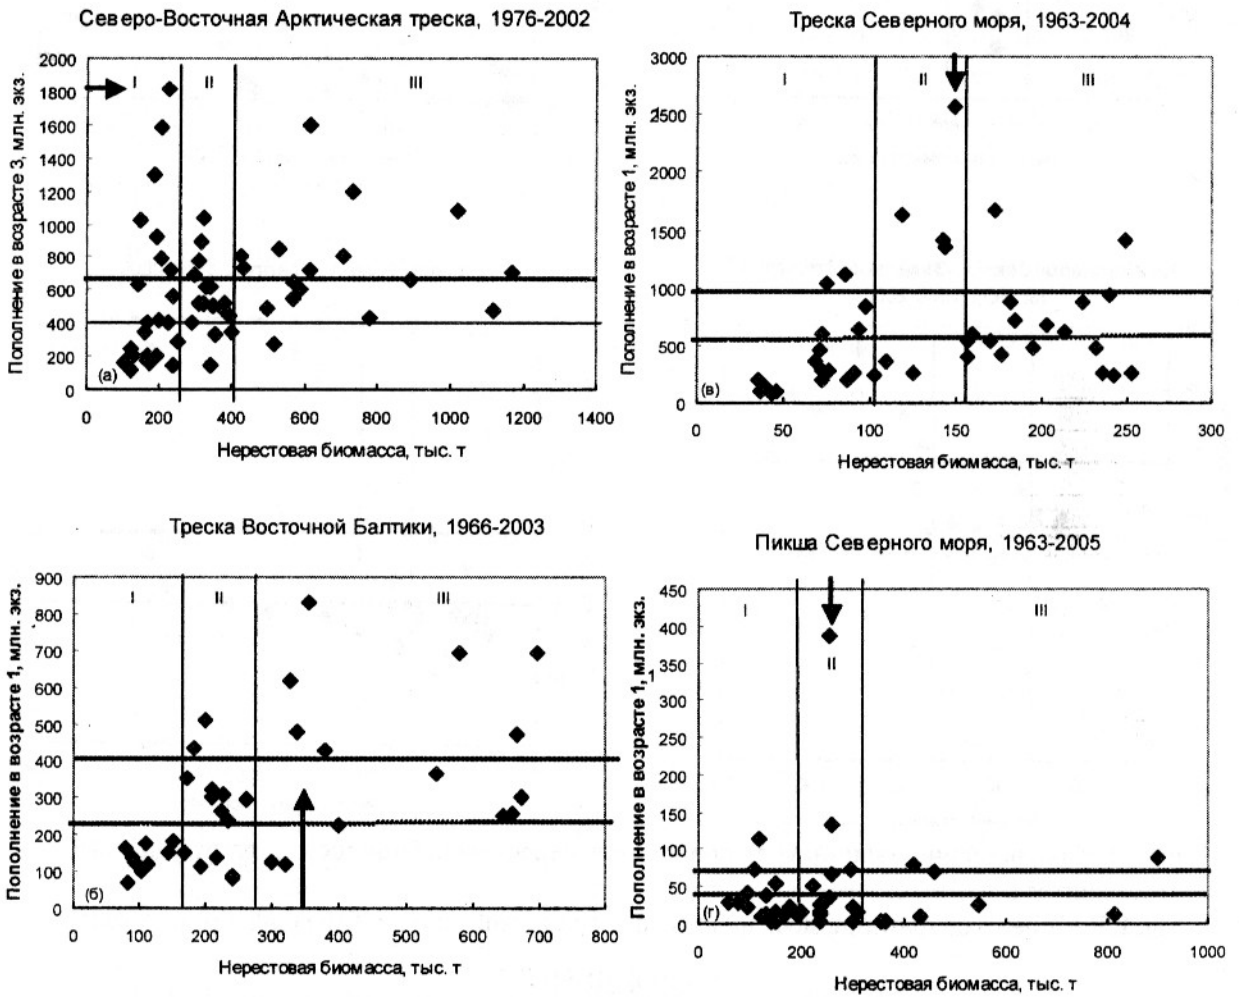 Северо-Восточная Арктическая треска, 1976-2002
Пополнение в возрасте 3, млн. экз.
2000
1800
1600
1400
1200
1000
800
600
400
200
0
I
II
III
(а)
0 200 400 600 800 1000 1200 1400
Нерестовая биомасса, тыс. т
Треска Северного моря, 1963-2004
Пополнение в возрасте 1, млн. экз.
3000
2500
2000
1500
1000
500
0
I
II
III
(в)
0 50 100 150 200 250 300
Нерестовая биомасса, тыс. т
Треска Восточной Балтики, 1966-2003
Пополнение в возрасте 1, млн. экз.
900
800
700
600
500
400
300
200
100
0
I
II
III
(б)
0 100 200 300 400 500 600 700 800
Нерестовая биомасса, тыс. т
Пикша Северного моря, 1963-2005
Пополнение в возрасте 1, млн. экз.
1
450
400
350
300
250
200
150
100
50
0
I
II
III
(г)
0 200 400 600 800 1000
Нерестовая биомасса, тыс. т